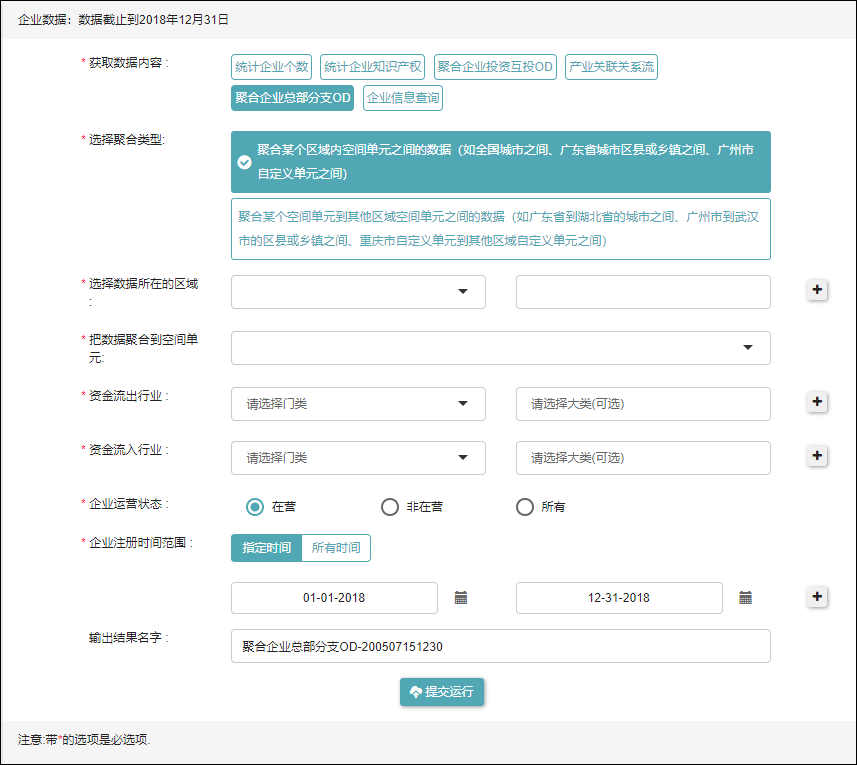 企业数据：数据截止到2018年12月31日
* 获取数据内容 :
统计企业个数 统计企业知识产权 聚合企业投资互投OD 产业关联关系流
聚合企业总部分支OD 企业信息查询
* 选择聚合类型:
聚合某个区域内空间单元之间的数据（如全国城市之间、广东省城市区县或乡镇之间、广州市
自定义单元之间）
聚合某个空间单元到其他区域空间单元之间的数据（如广东省到湖北省的城市之间、广州市到武汉
市的区县或乡镇之间、重庆市自定义单元到其他区域自定义单元之间）
* 选择数据所在的区域
:
* 把数据聚合到空间单
元:
* 资金流出行业 : 请选择门类 请选择大类(可选)
* 资金流入行业 : 请选择门类 请选择大类(可选)
* 企业运营状态 : 在营 非在营 所有
* 企业注册时间范围 : 指定时间 所有时间
01-01-2018 12-31-2018
输出结果名字 : 聚合企业总部分支OD-200507151230
提交运行
注意:带*的选项是必选项.